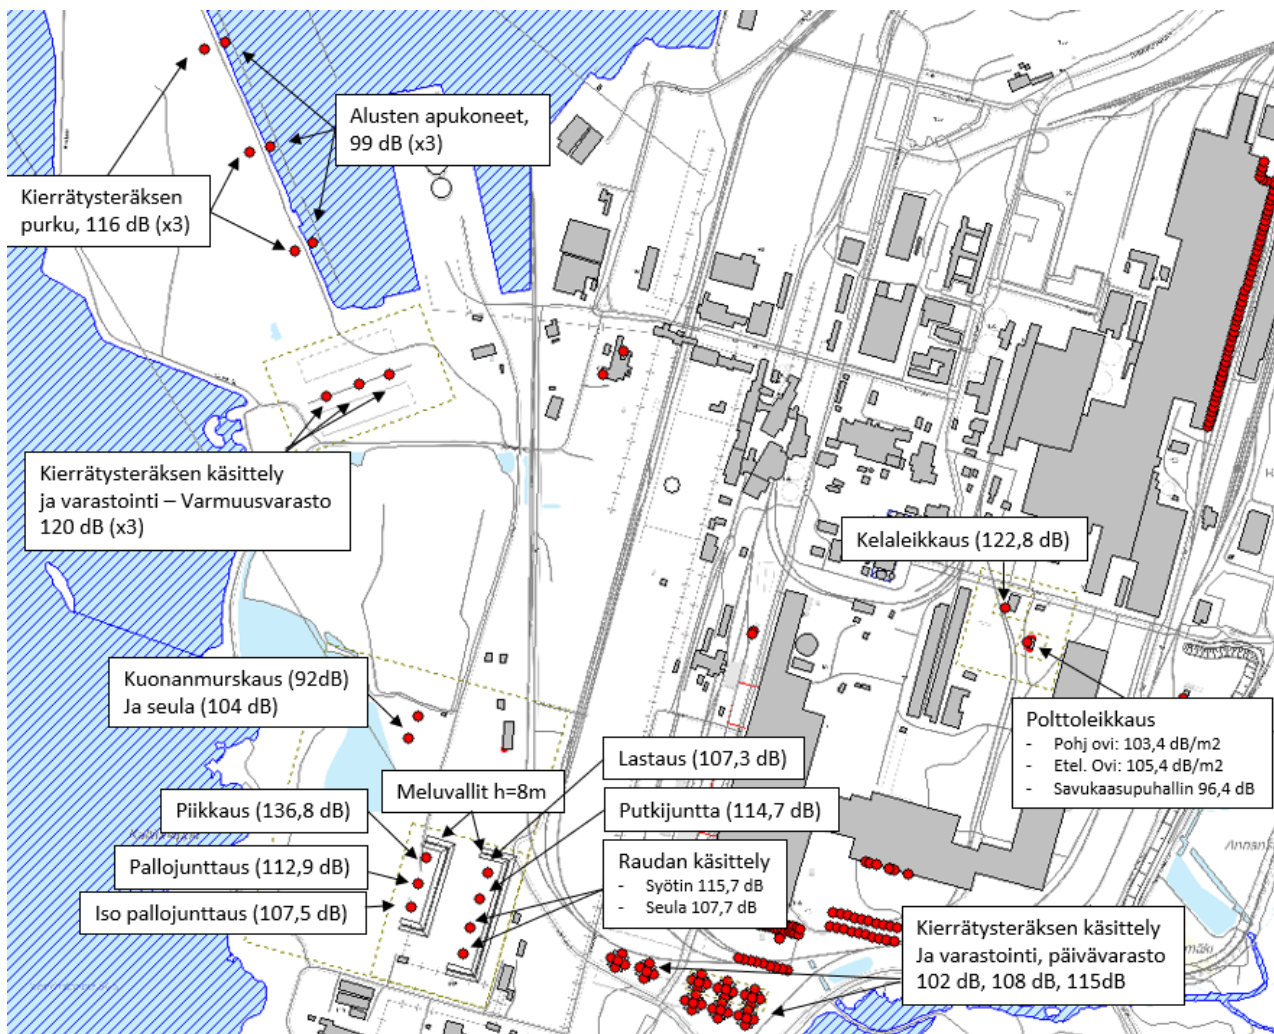 Alusten apukoneet,
99 dB (x3)
Kierrätysteräksen
purku, 116 dB (x3)
Kierrätysteräksen käsittely
ja varastointi – Varmuusvarasto
120 dB (x3)
Kelaleikkaus (122,8 dB)
Kuonanmurskaus (92dB)
Ja seula (104 dB)
Polttoleikkaus
- Pohj ovi: 103,4 dB/m2
- Etel. Ovi: 105,4 dB/m2
- Savukaasupuhallin 96,4 dB
Lastaus (107,3 dB)
Meluvallit h=8m
Piikkaus (136,8 dB)
Putkijuntta (114,7 dB)
Pallojunttaus (112,9 dB)
Raudan käsittely
- Syötin 115,7 dB
- Seula 107,7 dB
Iso pallojunttaus (107,5 dB)
Kierrätysteräksen käsittely
Ja varastointi, päivävarasto
102 dB, 108 dB, 115dB